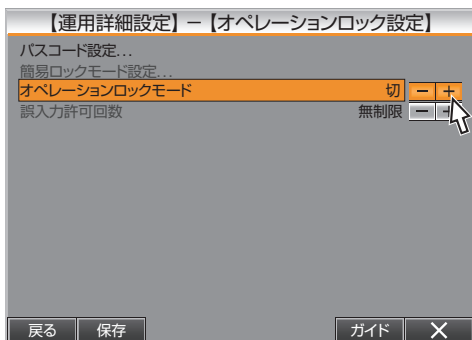 【運用詳細設定】－【オペレーションロック設定】
パスコード設定...
簡易ロックモード設定...
オペレーションロックモード 切 － ＋
誤入力許可回数 無制限 － ＋
戻る 保存 ガイド ×